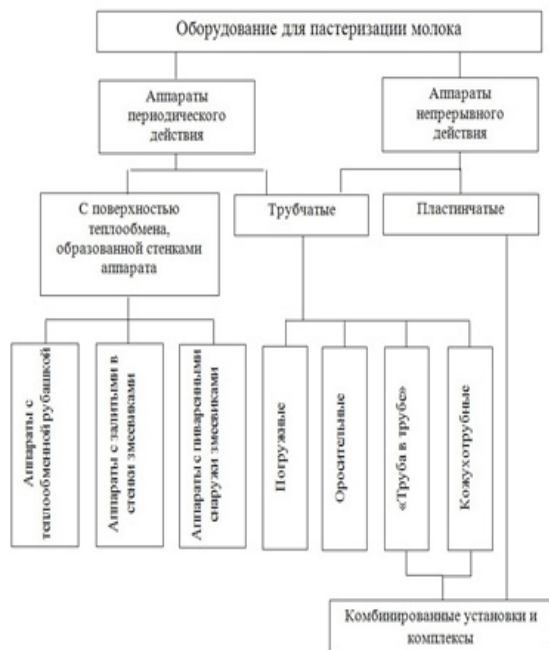 Оборудование для пастеризации молока
Аппараты
периодического
действия
Аппараты
непрерывного
действия
С поверхностью
теплообмена,
образованной стенками
аппарата
Трубчатые
Пластинчатые
Аппараты с
теплообменной рубашкой
Аппараты с залитыми в
стенки змеевиками
Аппараты с пиваренными
снаружи змеевиками
Погружные
Оросительные
«Труба в трубе»
Кожухотрубные
Комбинированные установки и
комплексы